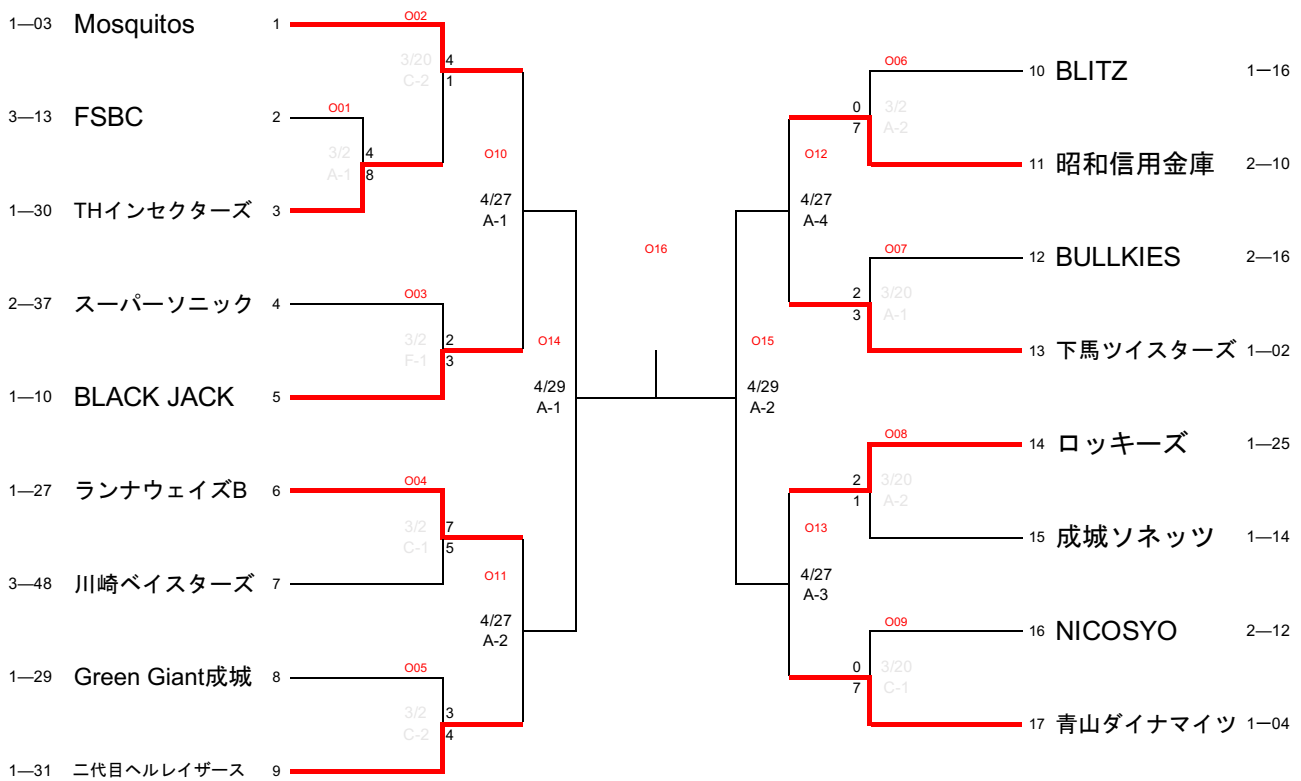 1—03 Mosquitos 1
O02
3/20 4
C-2 1
3—13 FSBC 2
O01
3/2 4
A-1 8
1—30 THインセクターズ 3
O10
4/27
A-1
2—37 スーパーソニック 4
O03
3/2 2
F-1 3
1—10 BLACK JACK 5
O14
4/29
A-1
1—27 ランナウェイズB 6
O04
3/2 7
C-1 5
3—48 川崎ベイスターズ 7
O11
4/27
A-2
1—29 Green Giant成城 8
O05
3/2 3
C-2 4
1—31 二代目ヘルレイザース 9
O16
O06
10 BLITZ 1—16
0 3/2
7 A-2
11 昭和信用金庫 2—10
O12
4/27
A-4
O07
12 BULLKIES 2—16
2 3/20
3 A-1
13 下馬ツイスターズ 1—02
O15
4/29
A-2
O08
14 ロッキーズ 1—25
2 3/20
1 A-2
15 成城ソネッツ 1—14
O13
4/27
A-3
O09
16 NICOSYO 2—12
0 3/20
7 C-1
17 青山ダイナマイツ 1—04